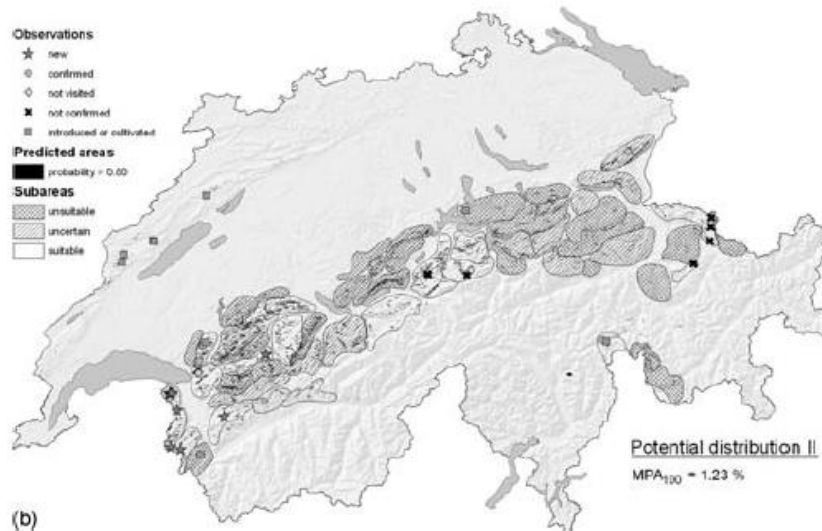 Observations
new
confirmed
not visited
not confirmed
introduced or cultivated
Predicted areas
probability > 0.60
Subareas
unsuitable
uncertain
suitable
Potential distribution II
MPA100 = 1.23 %
(b)